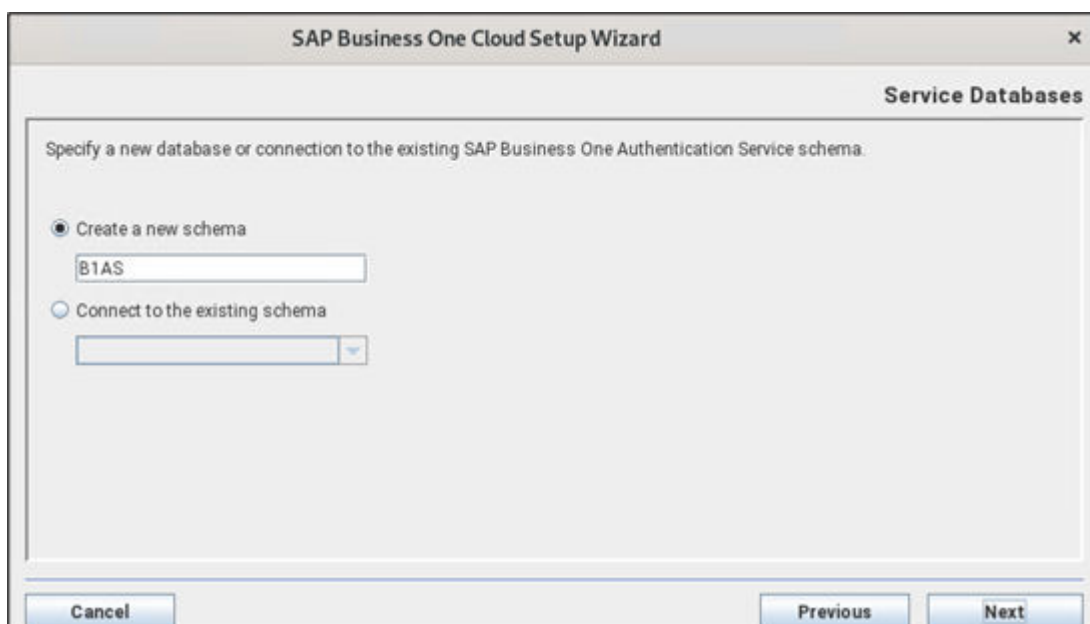 SAP Business One Cloud Setup Wizard
×
Service Databases
Specify a new database or connection to the existing SAP Business One Authentication Service schema.
Create a new schema
B1AS
Connect to the existing schema
Cancel
Previous
Next